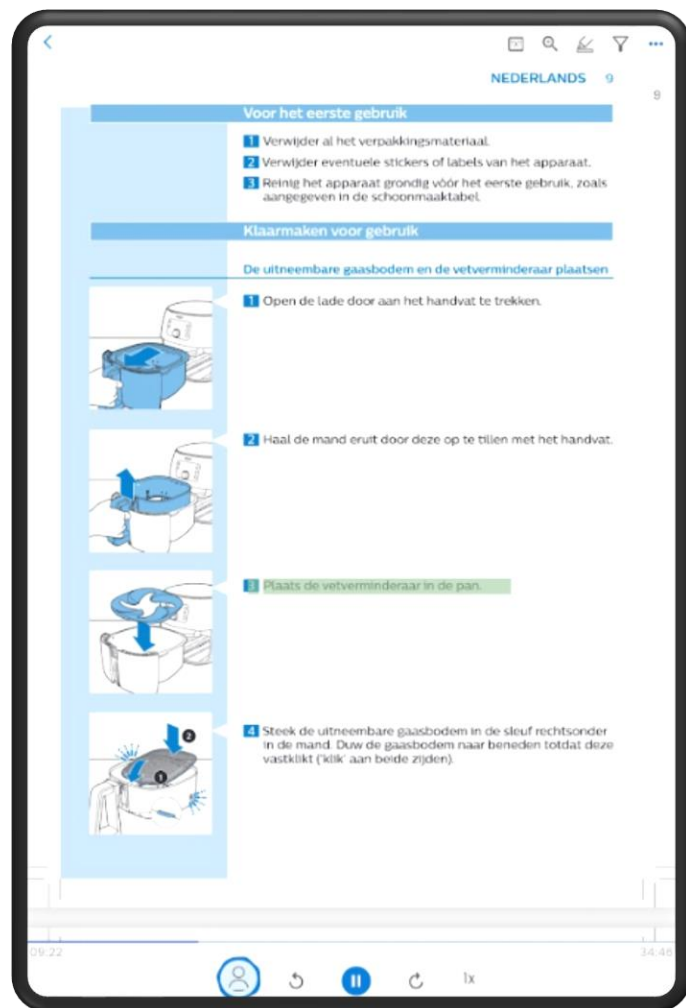 NEDERLANDS 9
9
Voor het eerste gebruik
1 Verwijder al het verpakkingsmateriaal.
2 Verwijder eventuele stickers of labels van het apparaat.
3 Reinig het apparaat grondig vóór het eerste gebruik, zoals
aangegeven in de schoonmaaktabel.
Klaarmaken voor gebruik
De uitneembare gaasbodem en de vetverminderaar plaatsen
1 Open de lade door aan het handvat te trekken.
2 Haal de mand eruit door deze op te tillen met het handvat.
3 Plaats de vetverminderaar in de pan.
4 Steek de uitneembare gaasbodem in de sleuf rechtsonder
in de mand. Duw de gaasbodem naar beneden totdat deze
vastklikt ('klik' aan beide zijden).
2
1
09:22
34:46
1x